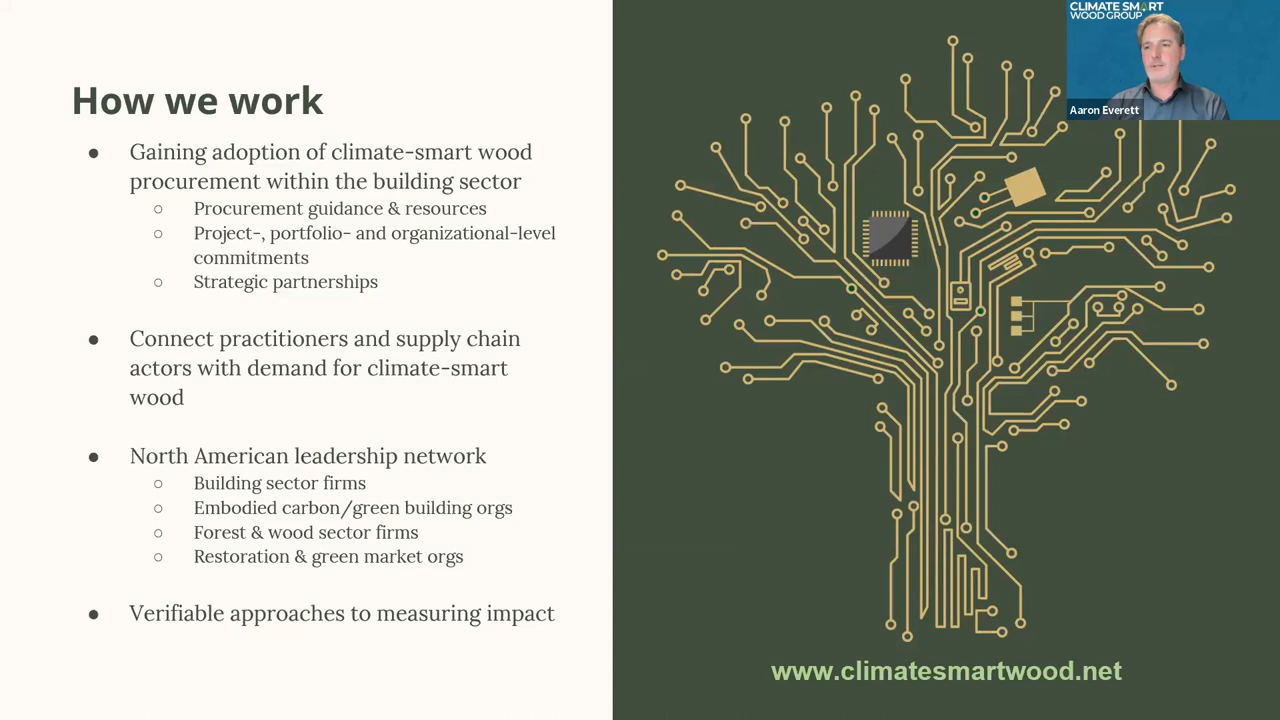 How we work
● Gaining adoption of climate-smart wood
procurement within the building sector
○ Procurement guidance & resources
○ Project-, portfolio- and organizational-level
commitments
○ Strategic partnerships
● Connect practitioners and supply chain
actors with demand for climate-smart
wood
● North American leadership network
○ Building sector firms
○ Embodied carbon/green building orgs
○ Forest & wood sector firms
○ Restoration & green market orgs
● Verifiable approaches to measuring impact
CLIMATE SMART
WOOD GROUP
Aaron Everett
www.climatesmartwood.net